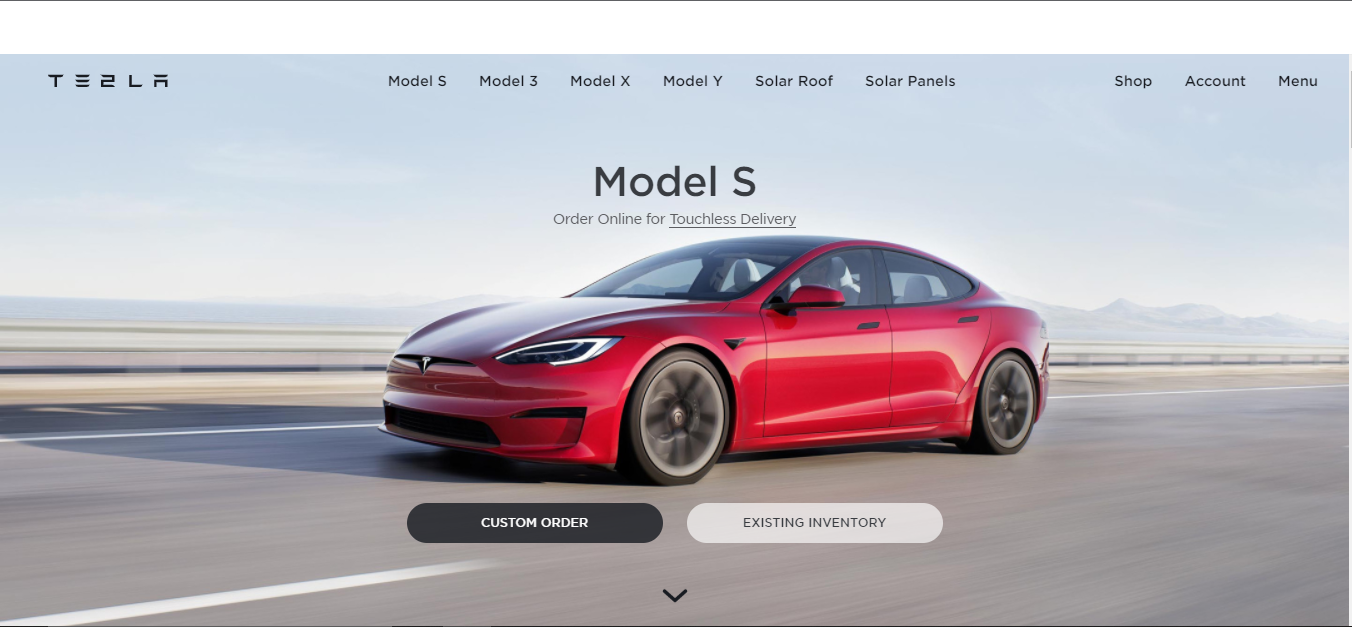 TEZLA Model S Model 3 Model X Model Y Solar Roof Solar Panels Shop Account Menu
Model S
Order Online for Touchless Delivery
CUSTOM ORDER EXISTING INVENTORY